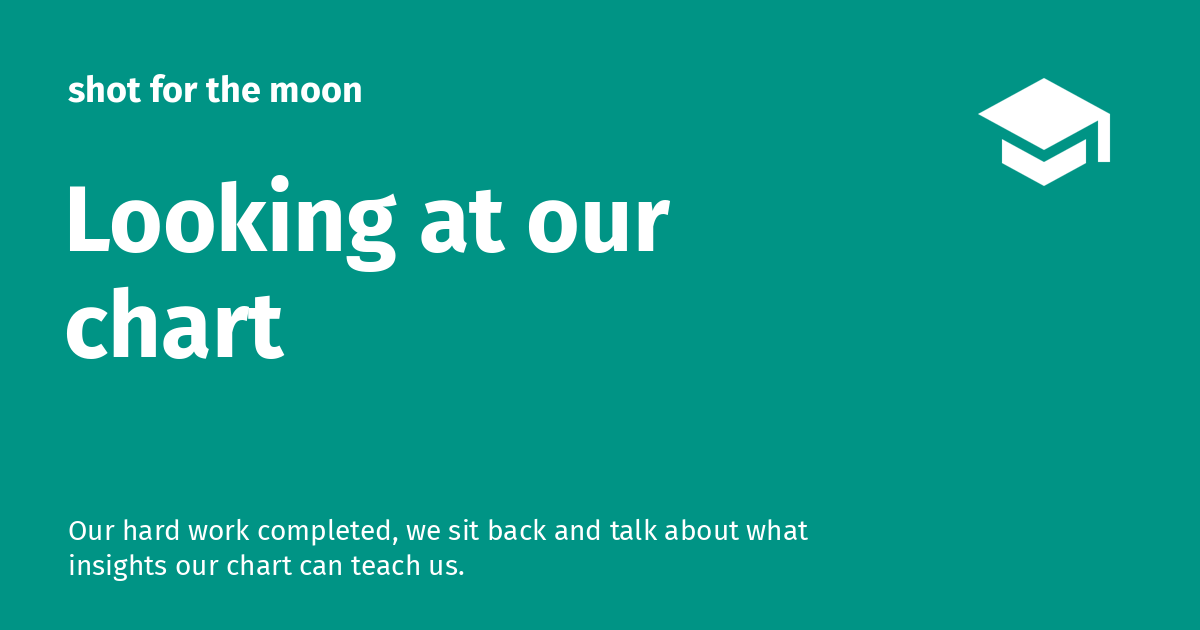 shot for the moon
Looking at our
chart
Our hard work completed, we sit back and talk about what
insights our chart can teach us.